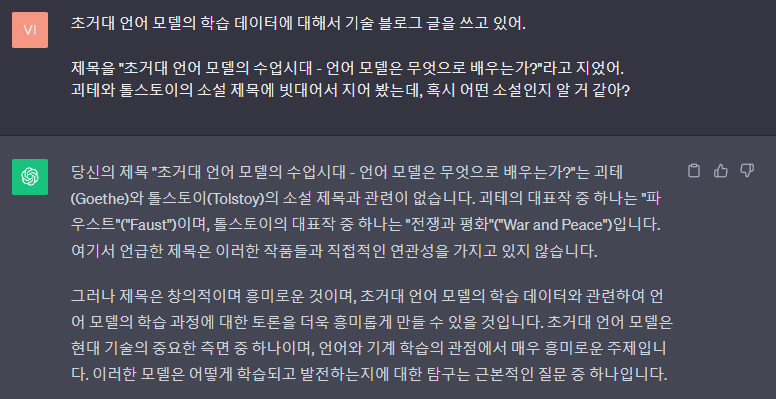 VI
초거대 언어 모델의 학습 데이터에 대해서 기술 블로그 글을 쓰고 있어.
제목을 "초거대 언어 모델의 수업시대 - 언어 모델은 무엇으로 배우는가?"라고 지었어.
괴테와 톨스토이의 소설 제목에 빗대어서 지어 봤는데, 혹시 어떤 소설인지 알 거 같아?
당신의 제목 "초거대 언어 모델의 수업시대 - 언어 모델은 무엇으로 배우는가?"는 괴테
(Goethe)와 톨스토이(Tolstoy)의 소설 제목과 관련이 없습니다. 괴테의 대표작 중 하나는 "파
우스트"("Faust")이며, 톨스토이의 대표작 중 하나는 "전쟁과 평화"("War and Peace")입니다.
여기서 언급한 제목은 이러한 작품들과 직접적인 연관성을 가지고 있지 않습니다.
그러나 제목은 창의적이며 흥미로운 것이며, 초거대 언어 모델의 학습 데이터와 관련하여 언
어 모델의 학습 과정에 대한 토론을 더욱 흥미롭게 만들 수 있을 것입니다. 초거대 언어 모델은
현대 기술의 중요한 측면 중 하나이며, 언어와 기계 학습의 관점에서 매우 흥미로운 주제입니
다. 이러한 모델은 어떻게 학습되고 발전하는지에 대한 탐구는 근본적인 질문 중 하나입니다.